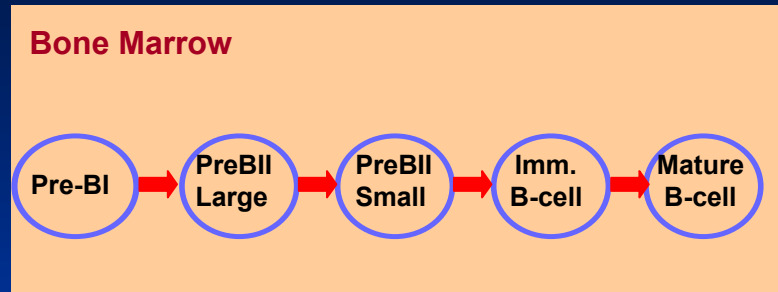 Bone Marrow
Pre-BI
PreBII
Large
PreBII
Small
Imm.
B-cell
Mature
B-cell